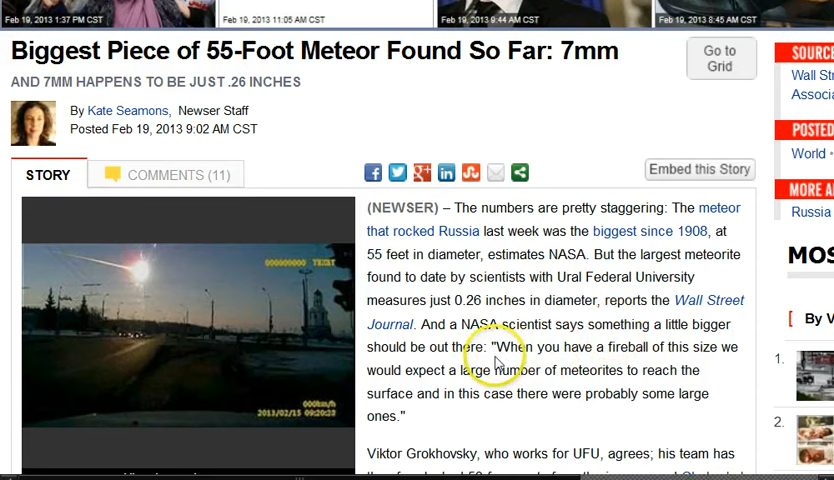 Feb 19, 2013 1:37 PM CST
Feb 19, 2013 11:05 AM CST
Feb 19, 2013 9:44 AM CST
Feb 19, 2013 8:45 AM CST
Biggest Piece of 55-Foot Meteor Found So Far: 7mm
AND 7MM HAPPENS TO BE JUST .26 INCHES
Go to
Grid
By Kate Seamons, Newser Staff
Posted Feb 19, 2013 9:02 AM CST
STORY
COMMENTS (11)
Embed this Story
(NEWSER) – The numbers are pretty staggering: The meteor
that rocked Russia last week was the biggest since 1908, at
55 feet in diameter, estimates NASA. But the largest meteorite
found to date by scientists with Ural Federal University
measures just 0.26 inches in diameter, reports the Wall Street
Journal. And a NASA scientist says something a little bigger
should be out there: "When you have a fireball of this size we
would expect a large number of meteorites to reach the
surface and in this case there were probably some large
ones."
Viktor Grokhovsky, who works for UFU, agrees; his team has
000km/h
2013/02/15 09:20:28
SOURC
Wall Str
Associa
POSTED
World
MORE A
Russia
MOS
By V
1.
2.